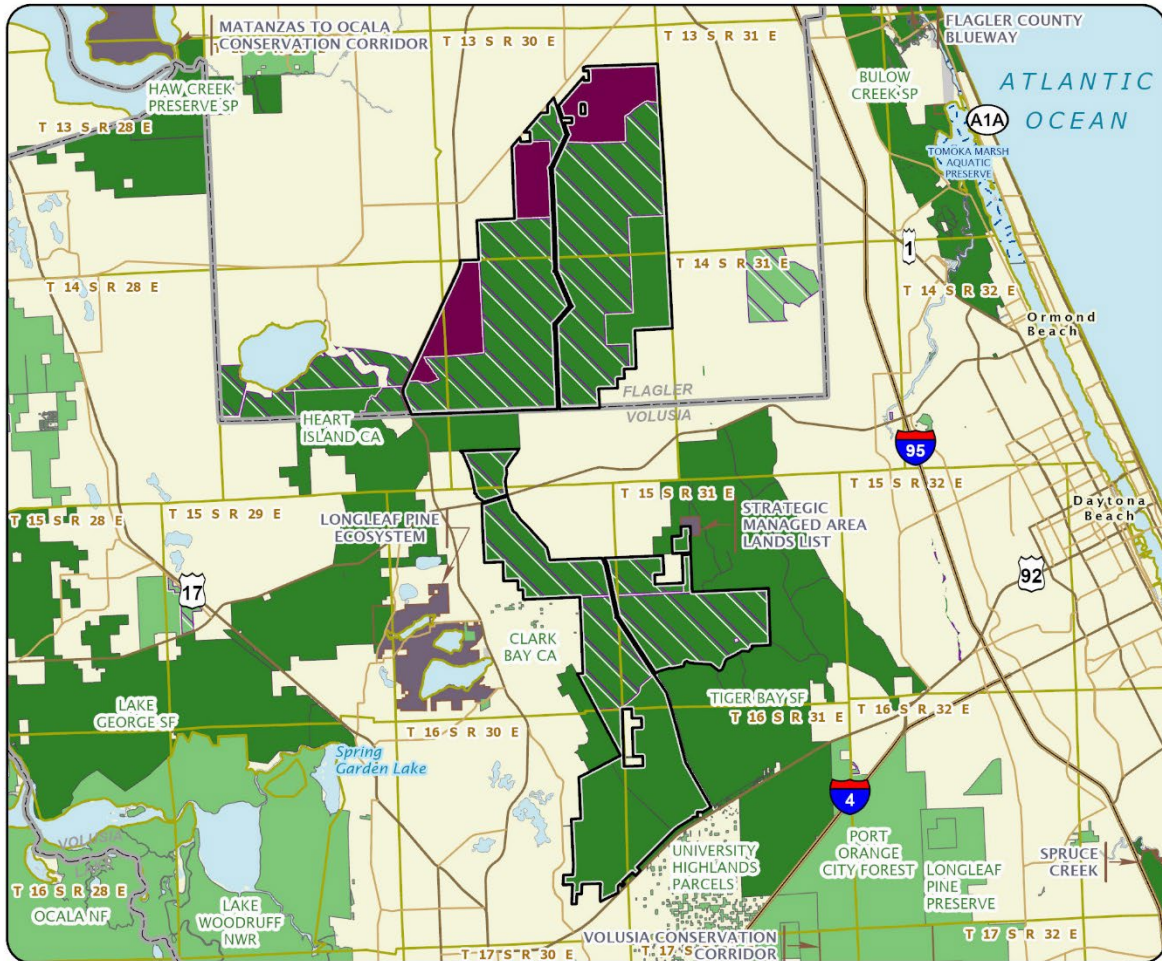 MATANZAS TO OCALA
CONSERVATION CORRIDOR
T 13 S R 30 E
T 13 S R 31 E
FLAGLER COUNTY
BLUEWAY
HAW CREEK
PRESERVE SP
BULOW
CREEK SP
ATLANTIC
OCEAN
A1A
T 13 S R 28 E
TOMOKA MARSH
AQUATIC
PRESERVE
1
T 14 S R 28 E
T 14 S R 31 E
T 14 S R 32 E
Ormond
Beach
FLAGLER
VOLUSIA
HEART
ISLAND CA
95
T 15 S R 28 E
T 15 S R 29 E
LONGLEAF PINE
ECOSYSTEM
T 15 S R 31 E
STRATEGIC
MANAGED AREA
LANDS LIST
T 15 S R 32 E
Daytona
Beach
17
92
CLARK
BAY CA
LAKE
GEORGE SF
TIGER BAY SF
T 16 S R 30 E
T 16 S R 31 E
T 16 S R 32 E
Spring
Garden Lake
4
VOLUSIA
T 16 S R 28 E
OCALA NF
LAKE
WOODRUFF
NWR
UNIVERSITY
HIGHLANDS
PARCELS
PORT
ORANGE
CITY FOREST
LONGLEAF
PINE
PRESERVE
SPRUCE
CREEK
VOLUSIA CONSERVATION
CORRIDOR
T 17 S R 30 E
T 17 S
T 17 S R 32 E